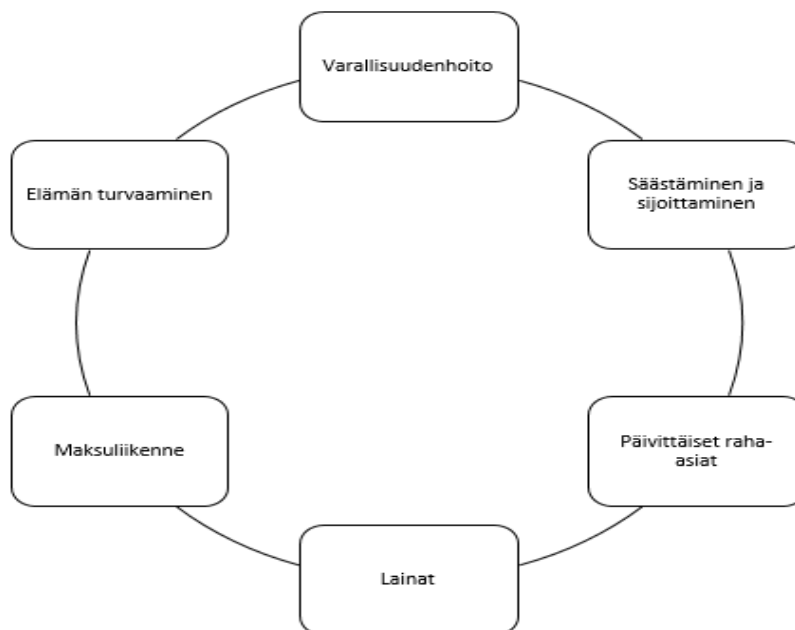 Varallisuudenhoito
Säästäminen ja
sijoittaminen
Päivittäiset raha-
asiat
Lainat
Maksuliikenne
Elämän turvaaminen